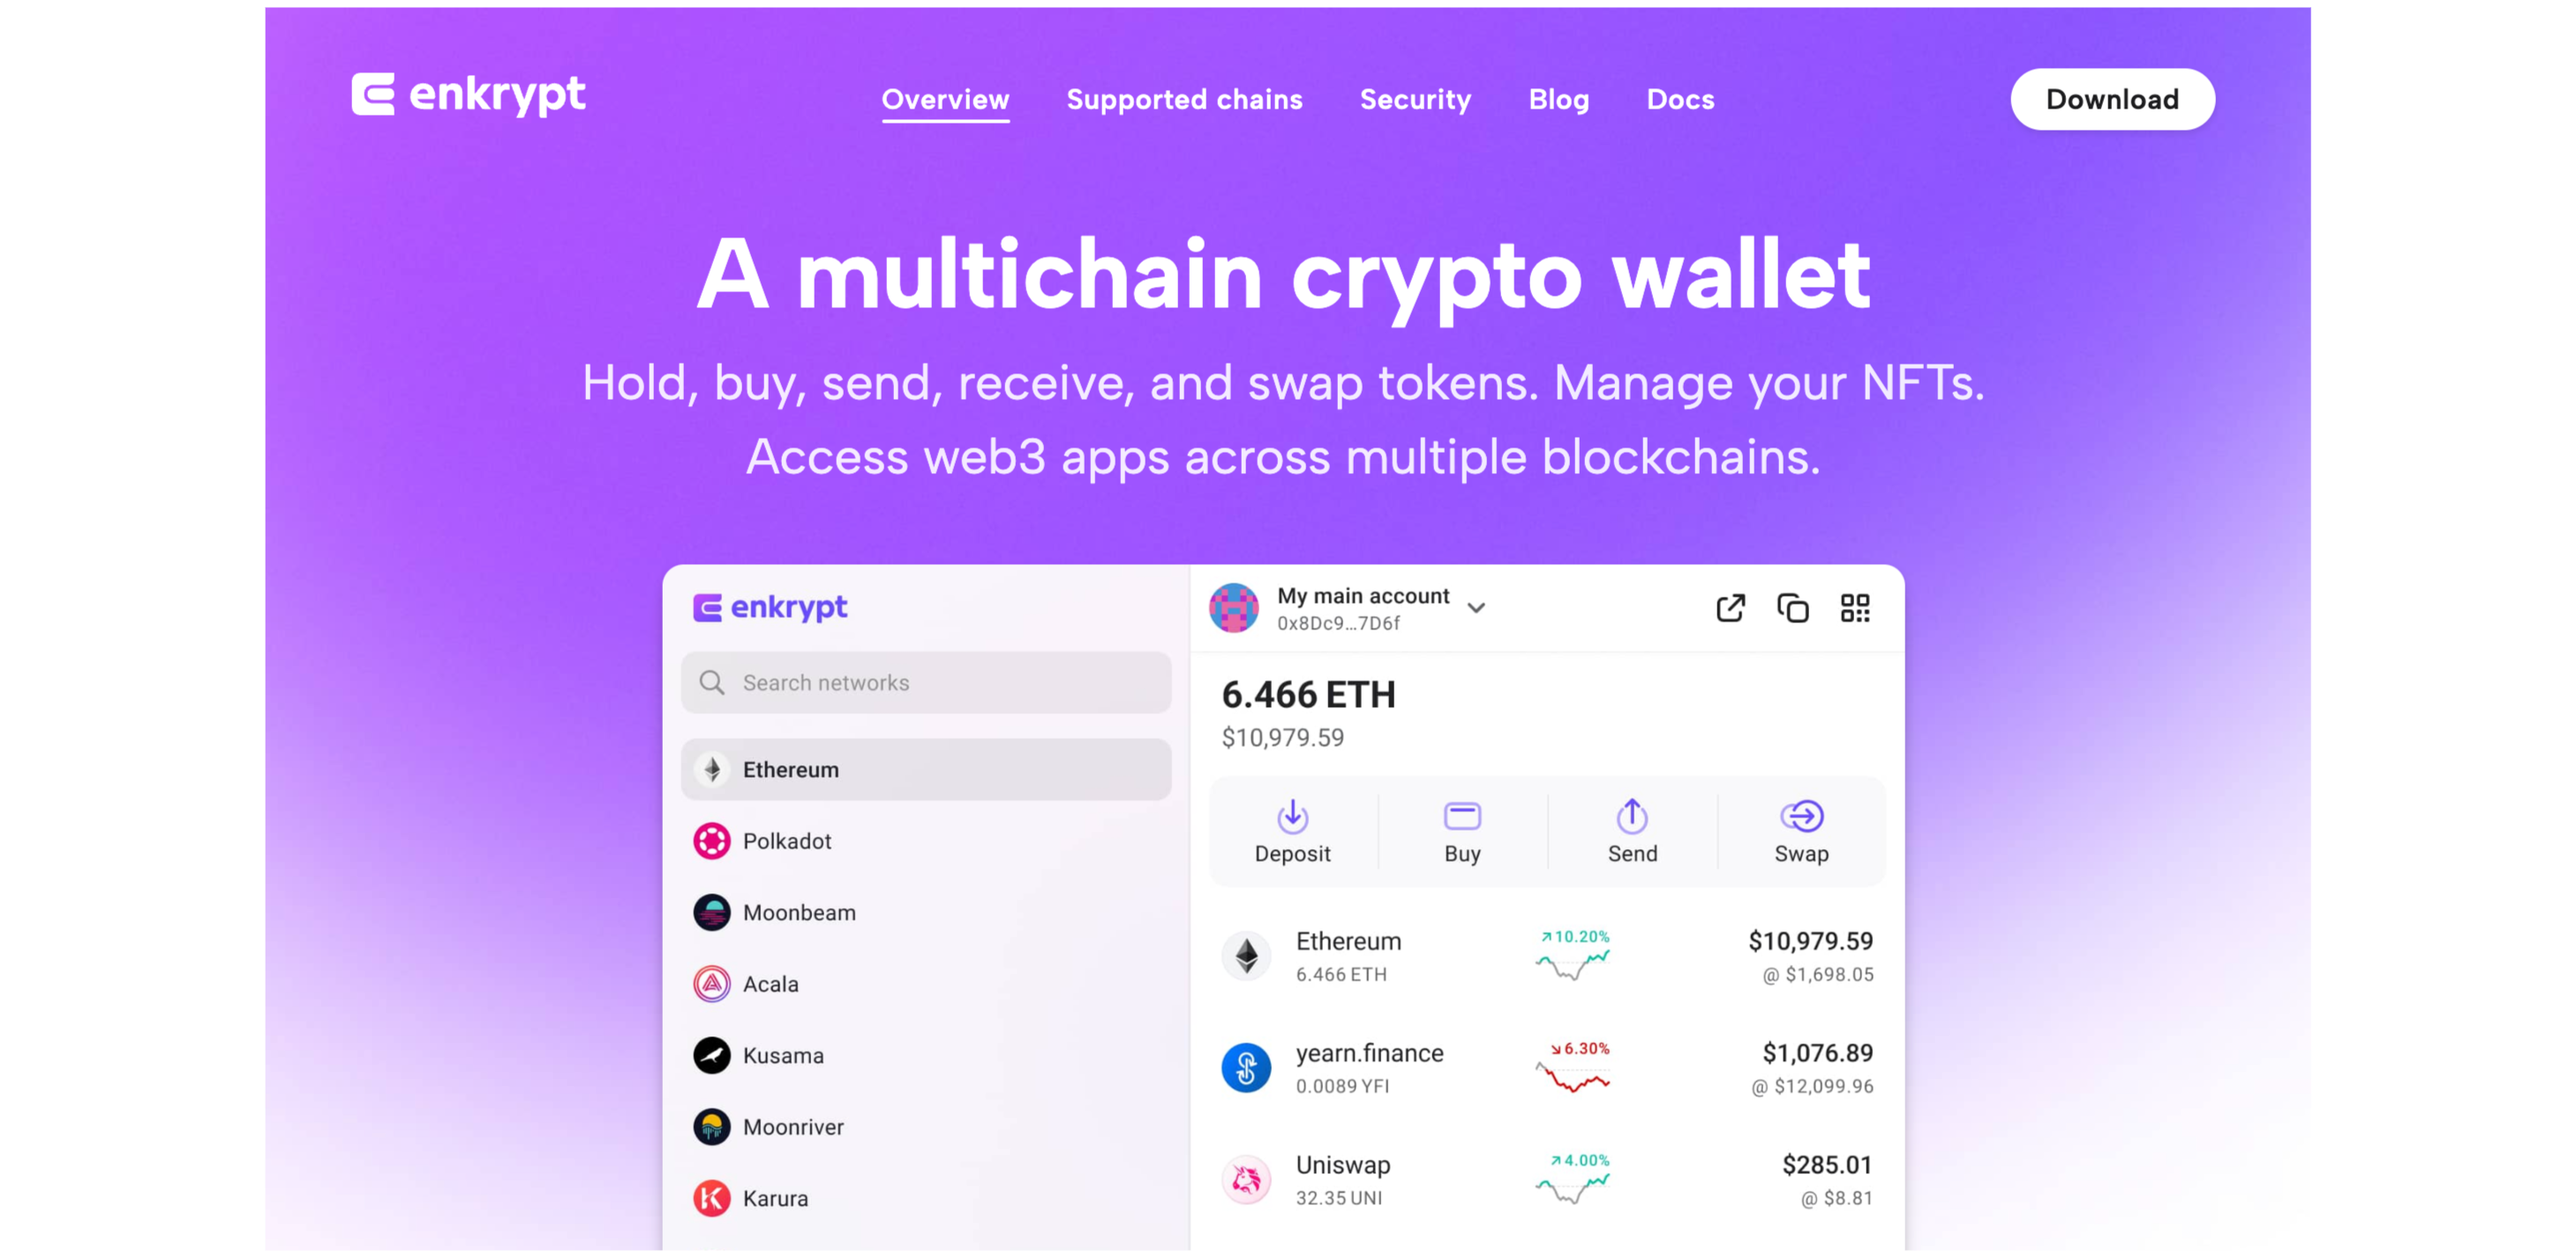 enkrypt
Overview
Supported chains
Security
Blog
Docs
Download
A multichain crypto wallet
Hold, buy, send, receive, and swap tokens. Manage your NFTs.
Access web3 apps across multiple blockchains.
enkrypt
Search networks
Ethereum
Polkadot
Moonbeam
Acala
Kusama
Moonriver
Karura
My main account
0x8Dc9...7D6f
6.466 ETH
$10,979.59
Deposit
Buy
Send
Swap
Ethereum
6.466 ETH
10.20%
$10,979.59
@ $1,698.05
yearn.finance
0.0089 YFI
6.30%
$1,076.89
@ $12,099.96
Uniswap
32.35 UNI
4.00%
$285.01
@ $8.81